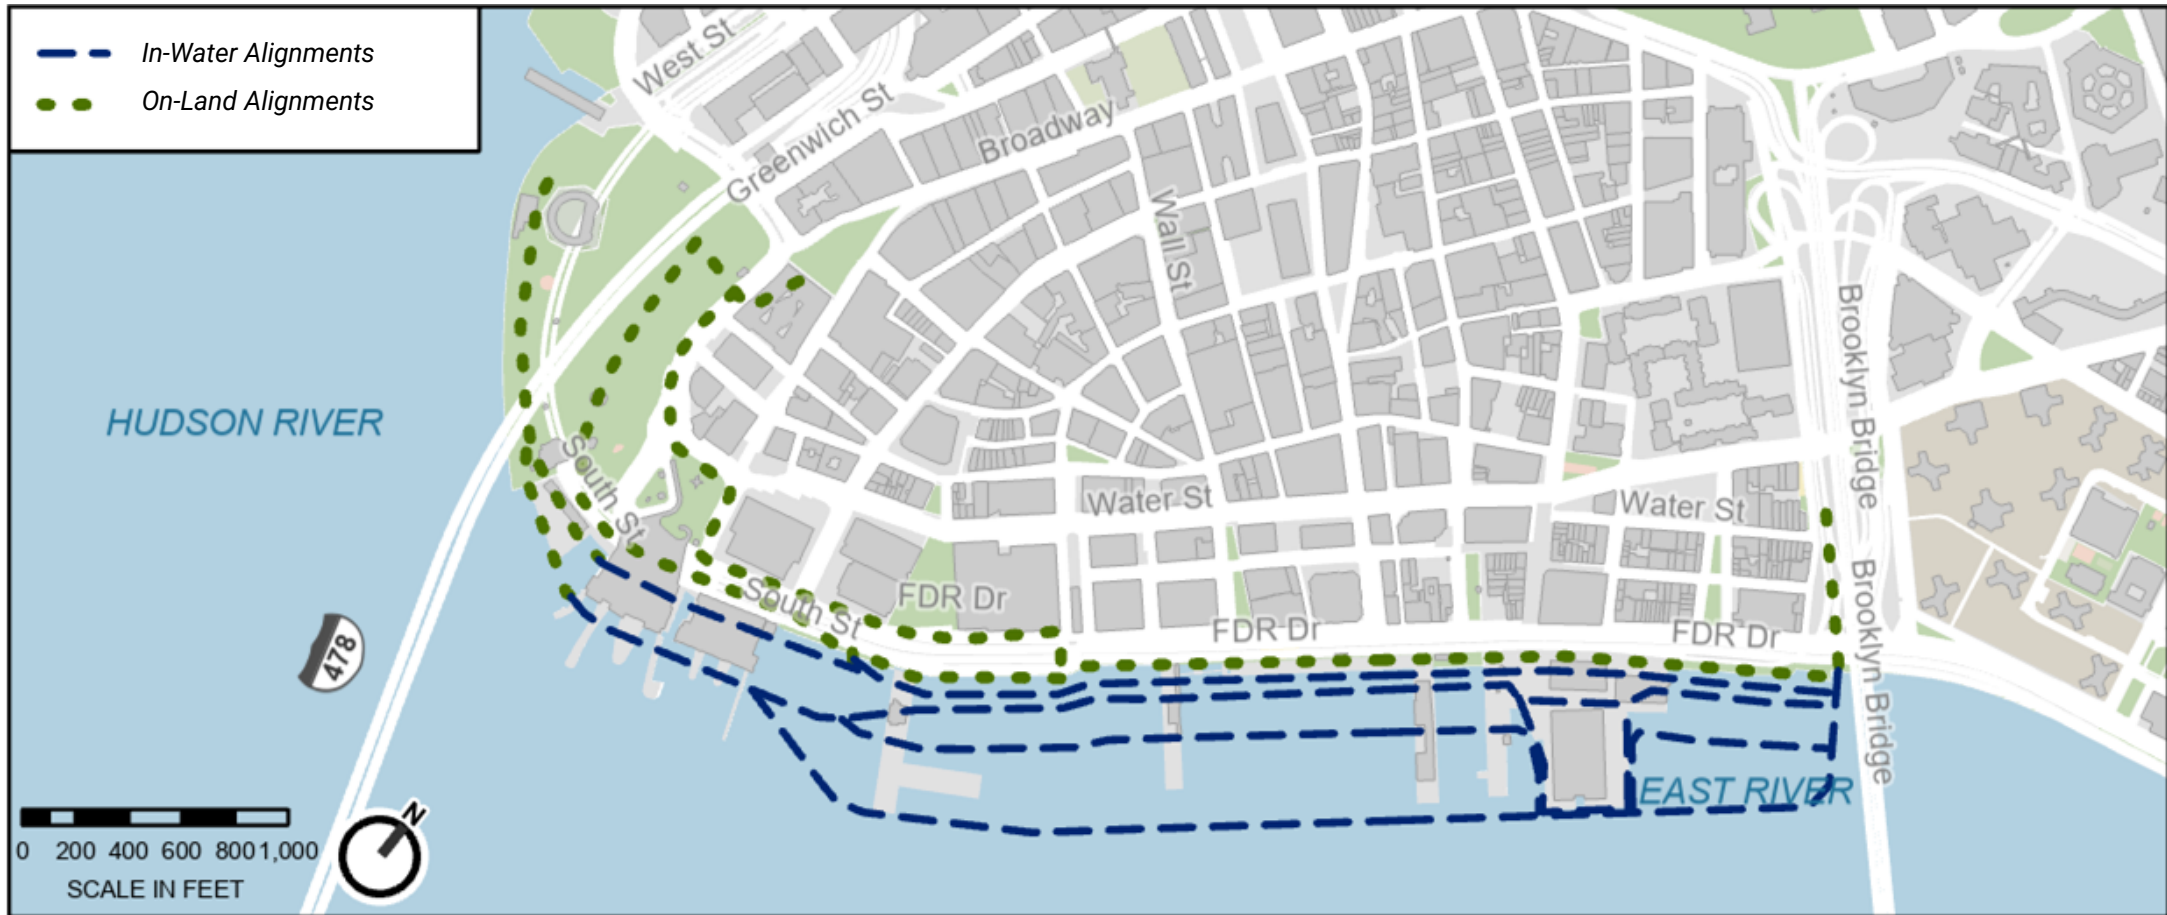 In-Water Alignments
On-Land Alignments
West St
Greenwich St
Broadway
Wall St
HUDSON RIVER
South St
Water St
Water St
Brooklyn Bridge
South St
FDR Dr
FDR Dr
FDR Dr
Brooklyn Bridge
478
EAST RIVER
N
0 200 400 600 800 1,000
SCALE IN FEET